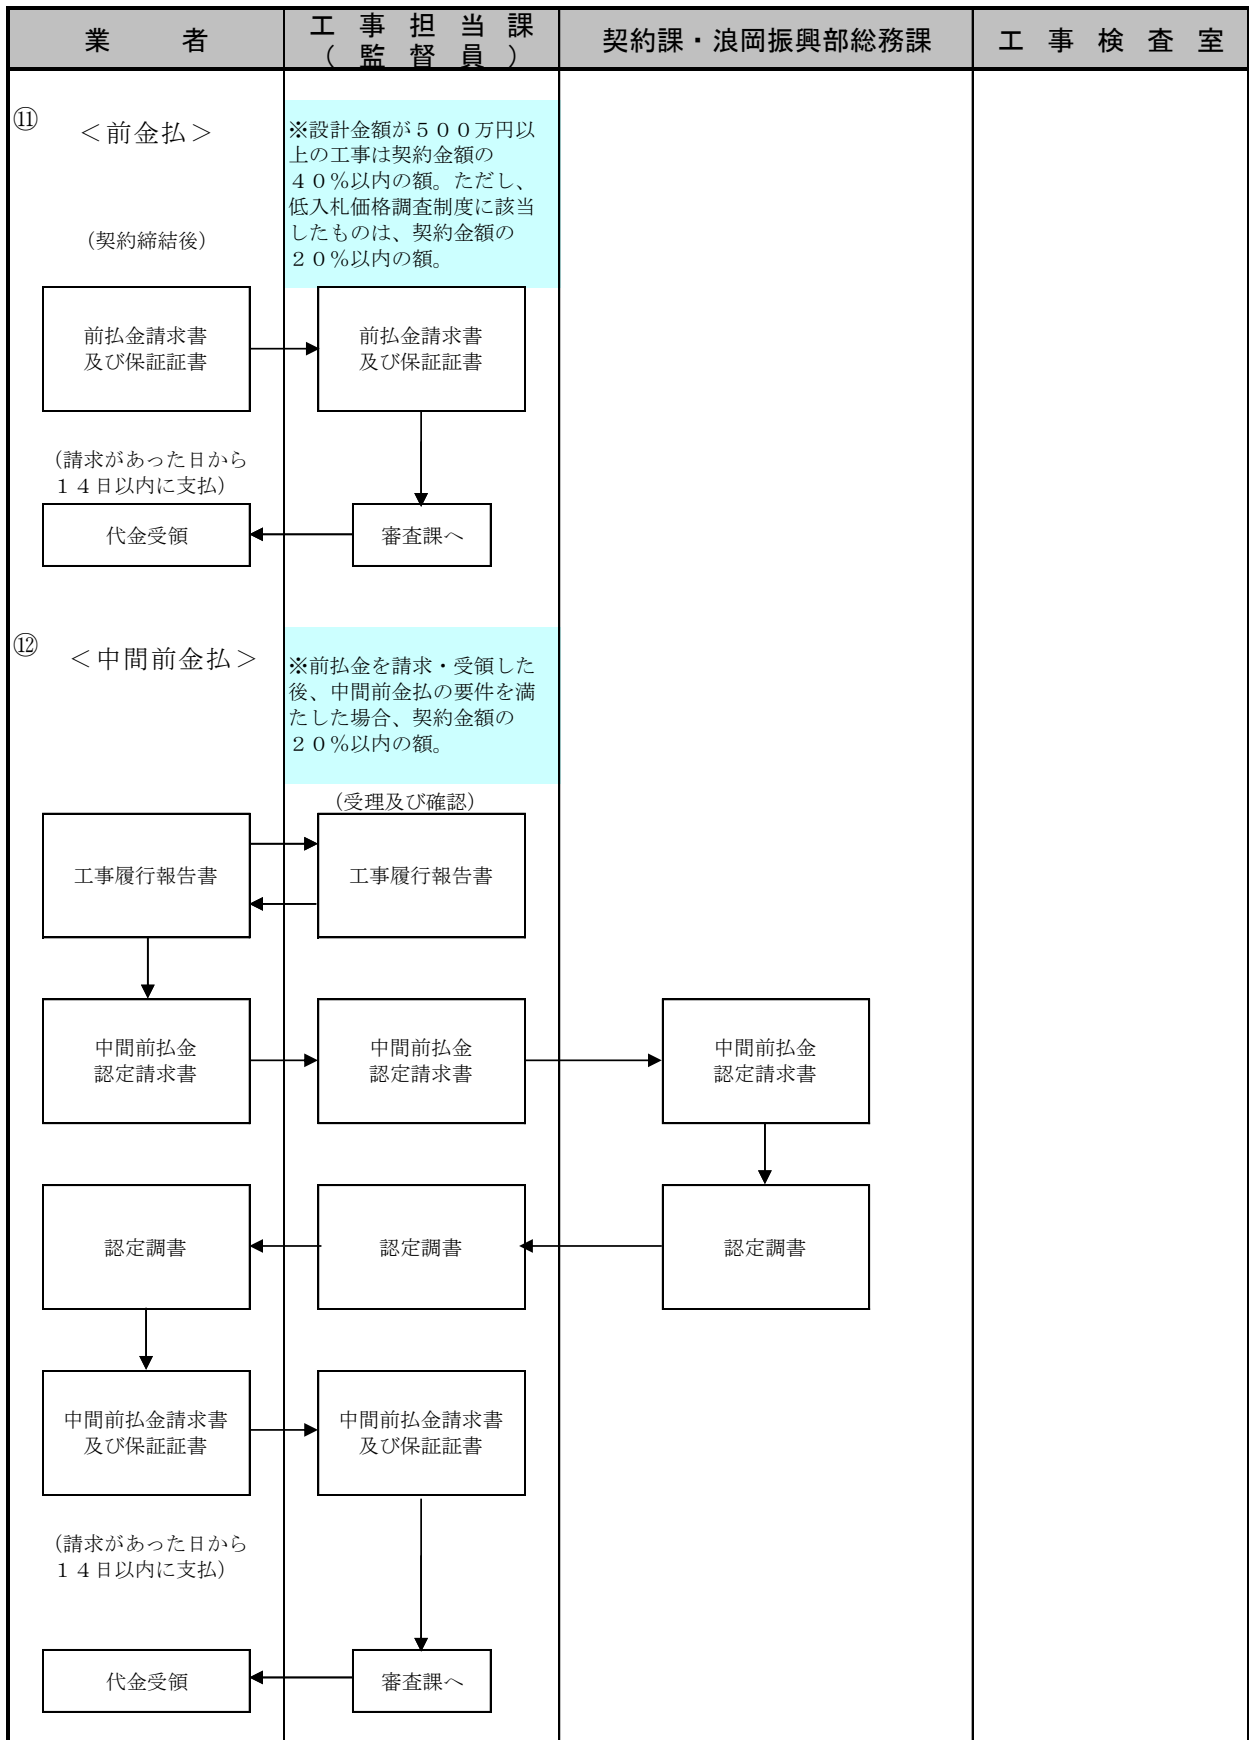 業　　者
工事担当課
（監督員）
契約課・浪岡振興部総務課
工事検査室
⑪
＜前金払＞
※設計金額が５００万円以
上の工事は契約金額の
４０％以内の額。ただし、
低入札価格調査制度に該当
したものは、契約金額の
２０％以内の額。
（契約締結後）
前払金請求書
及び保証証書
前払金請求書
及び保証証書
（請求があった日から
１４日以内に支払）
代金受領
審査課へ
⑫
＜中間前金払＞
※前払金を請求・受領した
後、中間前金払の要件を満
たした場合、契約金額の
２０％以内の額。
（受理及び確認）
工事履行報告書
工事履行報告書
中間前払金
認定請求書
中間前払金
認定請求書
中間前払金
認定請求書
認定調書
認定調書
認定調書
中間前払金請求書
及び保証証書
中間前払金請求書
及び保証証書
（請求があった日から
１４日以内に支払）
代金受領
審査課へ